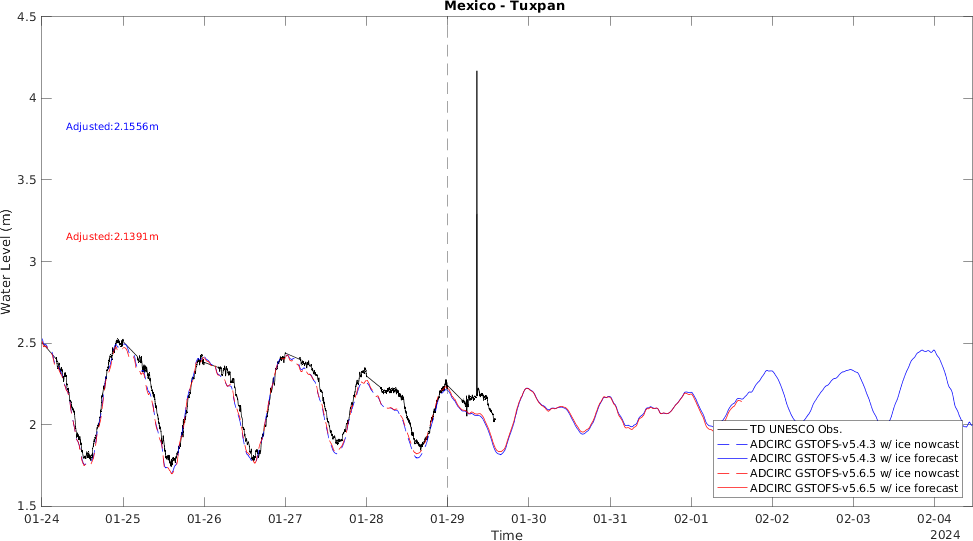 Mexico - Tuxpan
4.5
4
3.5
3
2.5
2
1.5
Water Level (m)
Adjusted:2.1556m
Adjusted:2.1391m
TD UNESCO Obs.
ADCIRC GSTOFS-v5.4.3 w/ ice nowcast
ADCIRC GSTOFS-v5.4.3 w/ ice forecast
ADCIRC GSTOFS-v5.6.5 w/ ice nowcast
ADCIRC GSTOFS-v5.6.5 w/ ice forecast
01-24 01-25 01-26 01-27 01-28 01-29 01-30 01-31 02-01 02-02 02-03 02-04
Time
2024